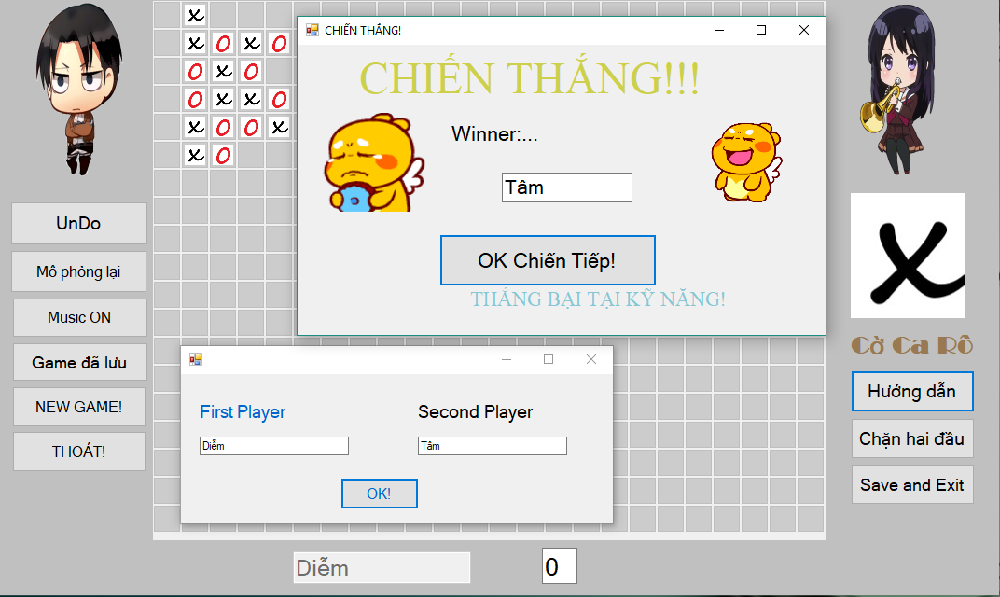 CHIẾN THẮNG!
CHIẾN THẮNG!!!
Winner:...
Tâm
OK Chiến Tiếp!
THẮNG BẠI TẠI KỸ NĂNG!
x
x O x O
O x O
O x x O
x O O x
x O
UnDo
Mô phỏng lại
Music ON
Game đã lưu
NEW GAME!
THOÁT!
First Player
Second Player
Diễm
Tâm
OK!
x
Cờ Ca Rô
Hướng dẫn
Chặn hai đầu
Save and Exit
Diễm
0